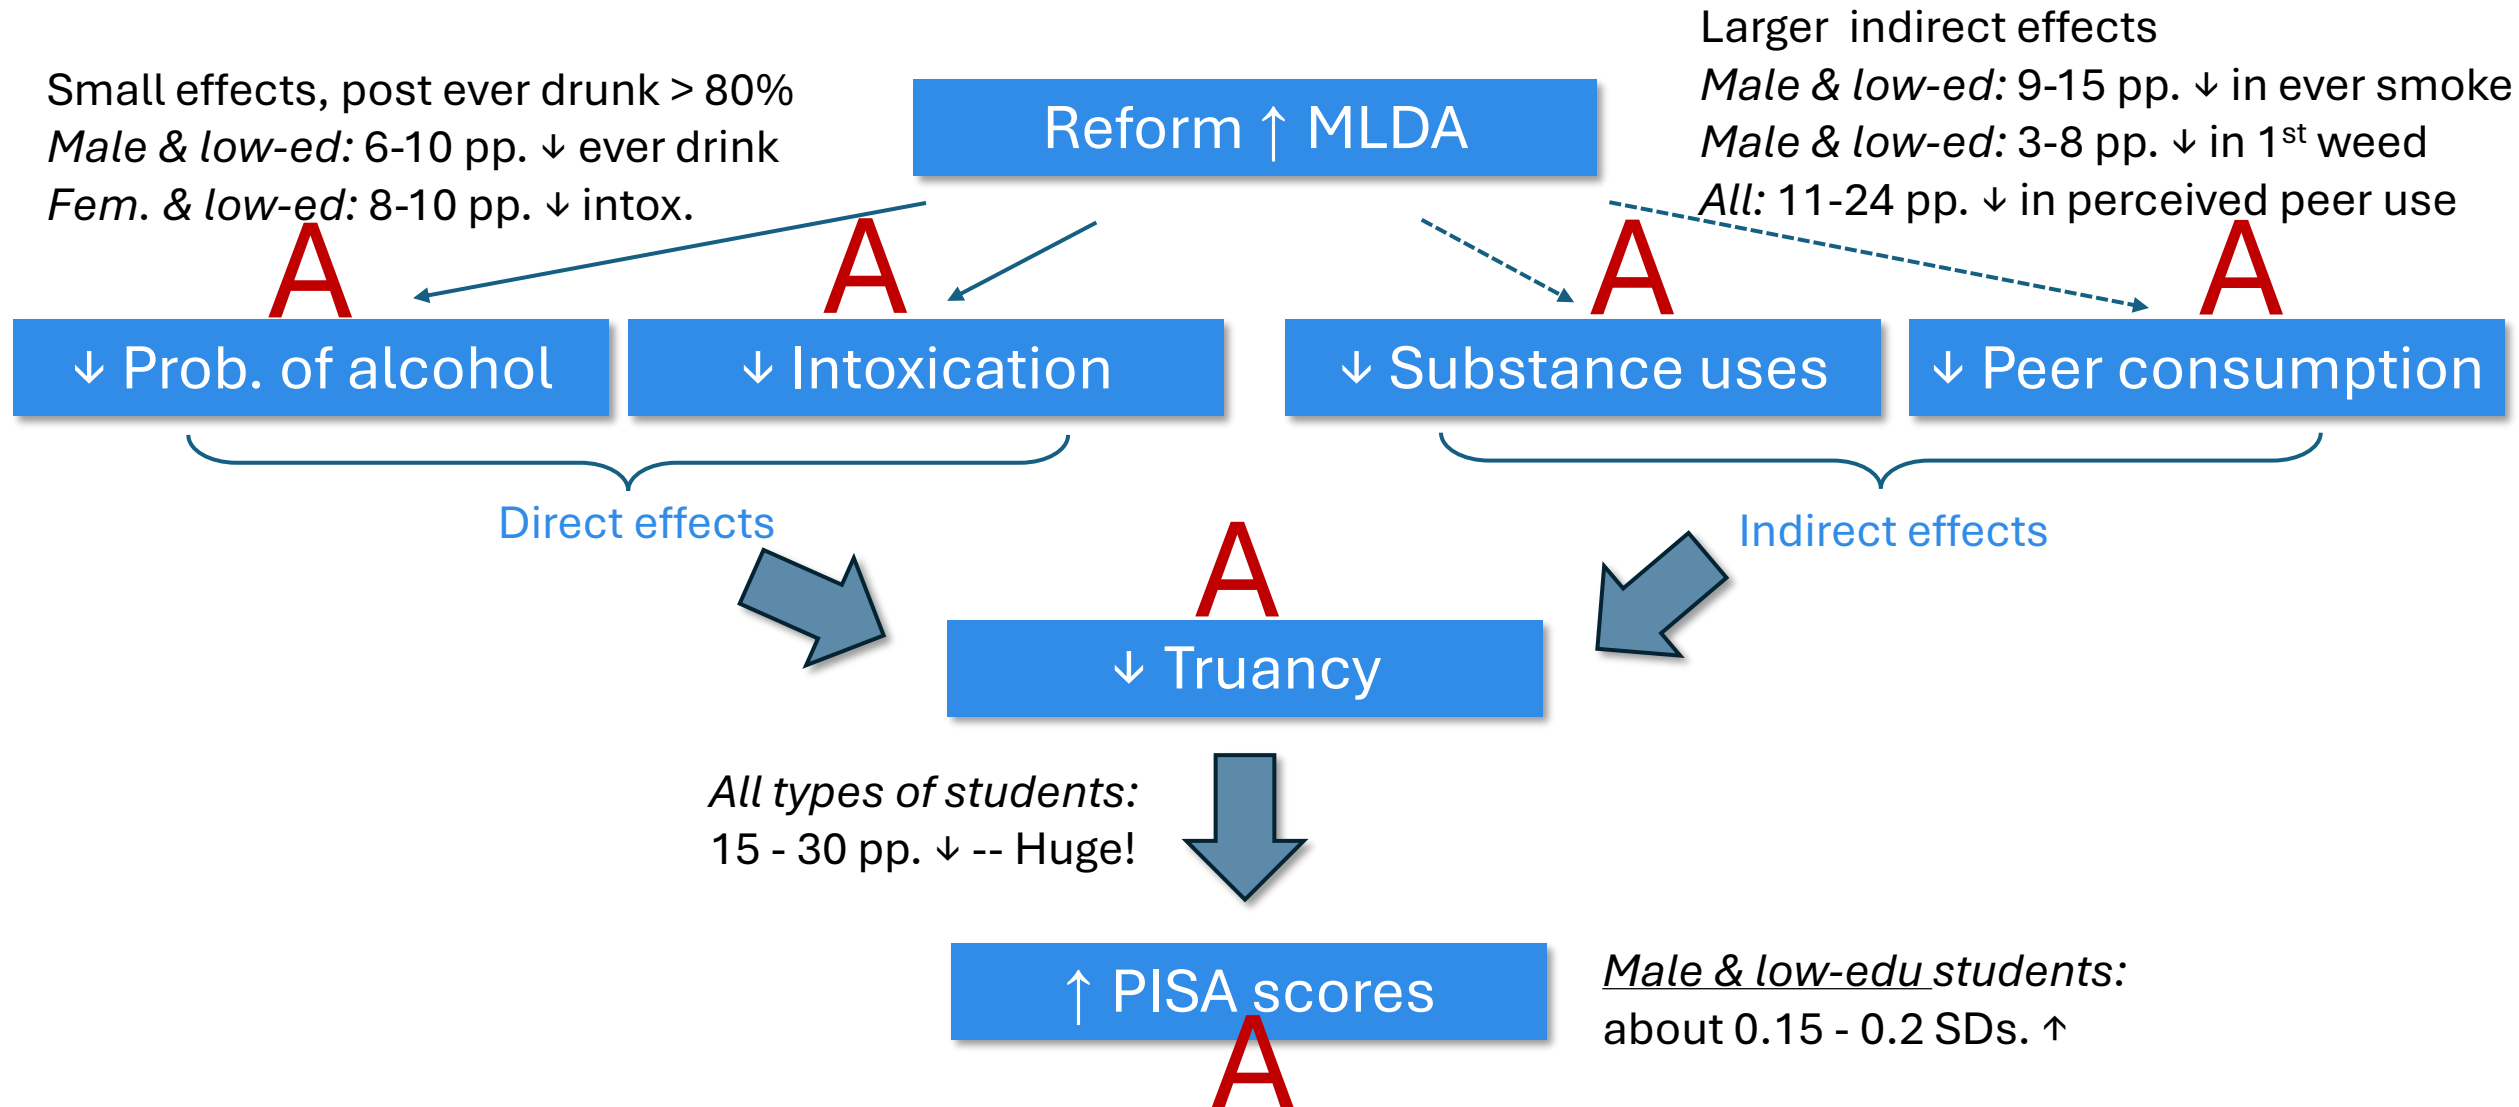 Larger  indirect effects
Male & low-ed: 9-15 pp. ↓ in ever smoke
Male & low-ed: 3-8 pp. ↓ in 1st weed
All: 11-24 pp. ↓ in perceived peer use
Small effects, post ever drunk > 80%
Male & low-ed: 6-10 pp. ↓ ever drink
Fem. & low-ed: 8-10 pp. ↓ intox.
Reform ↑ MLDA
A
A
A
A
↓ Prob. of alcohol
↓ Intoxication
↓ Substance uses
↓ Peer consumption
Direct effects
Indirect effects
A
↓ Truancy
All types of students:
15 - 30 pp. ↓ -- Huge!
↑ PISA scores
A
Male & low-edu students:
about 0.15 - 0.2 SDs. ↑